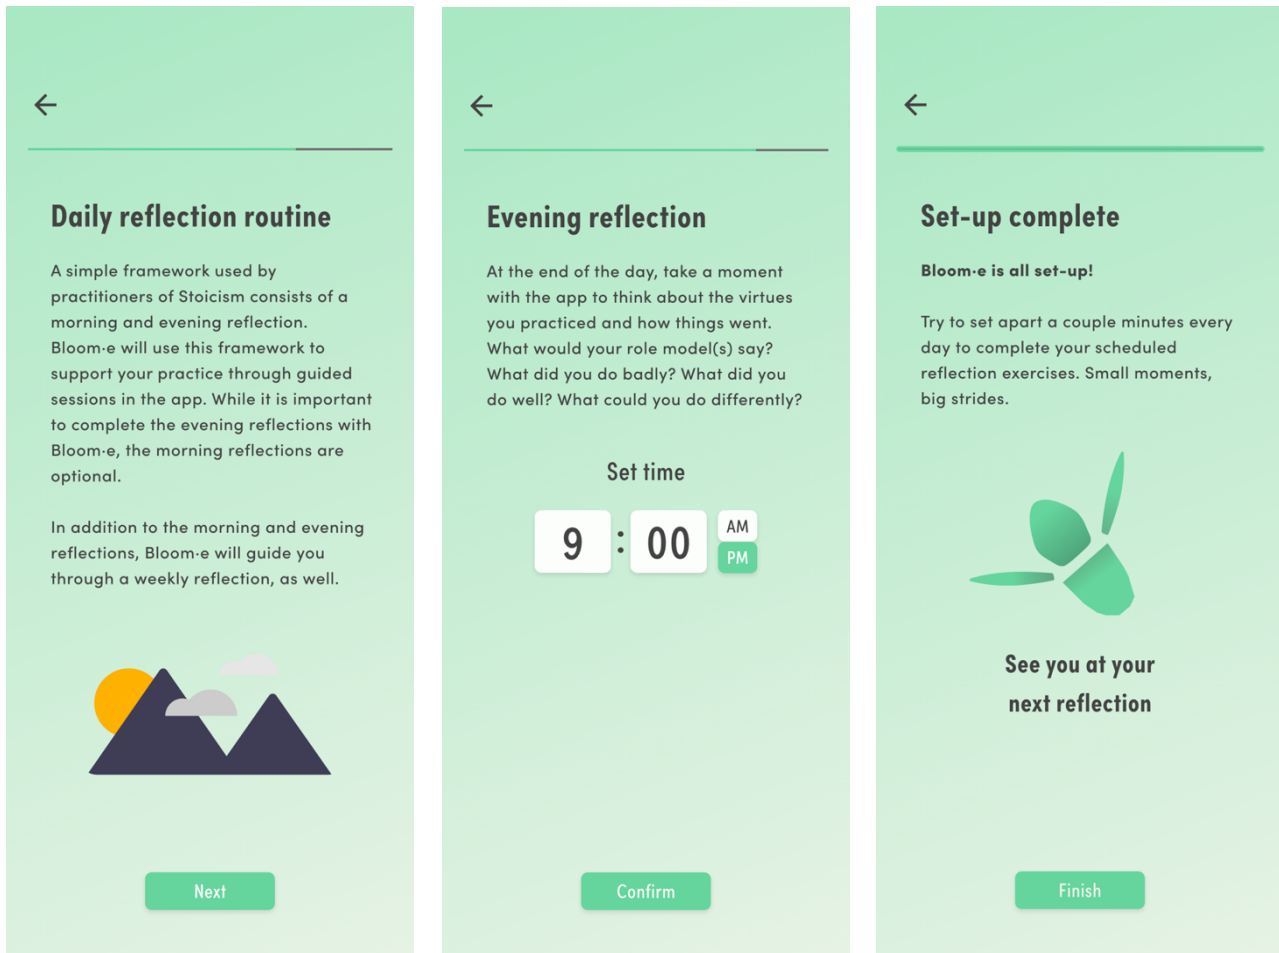 Daily reflection routine
A simple framework used by
practitioners of Stoicism consists of a
morning and evening reflection.
Bloom·e will use this framework to
support your practice through guided
sessions in the app. While it is important
to complete the evening reflections with
Bloom·e, the morning reflections are
optional.
In addition to the morning and evening
reflections, Bloom·e will guide you
through a weekly reflection, as well.
Next
Evening reflection
At the end of the day, take a moment
with the app to think about the virtues
you practiced and how things went.
What would your role model(s) say?
What did you do badly? What did you
do well? What could you do differently?
Set time
9 : 00 AM
PM
Confirm
Set-up complete
Bloom·e is all set-up!
Try to set apart a couple minutes every
day to complete your scheduled
reflection exercises. Small moments,
big strides.
See you at your
next reflection
Finish